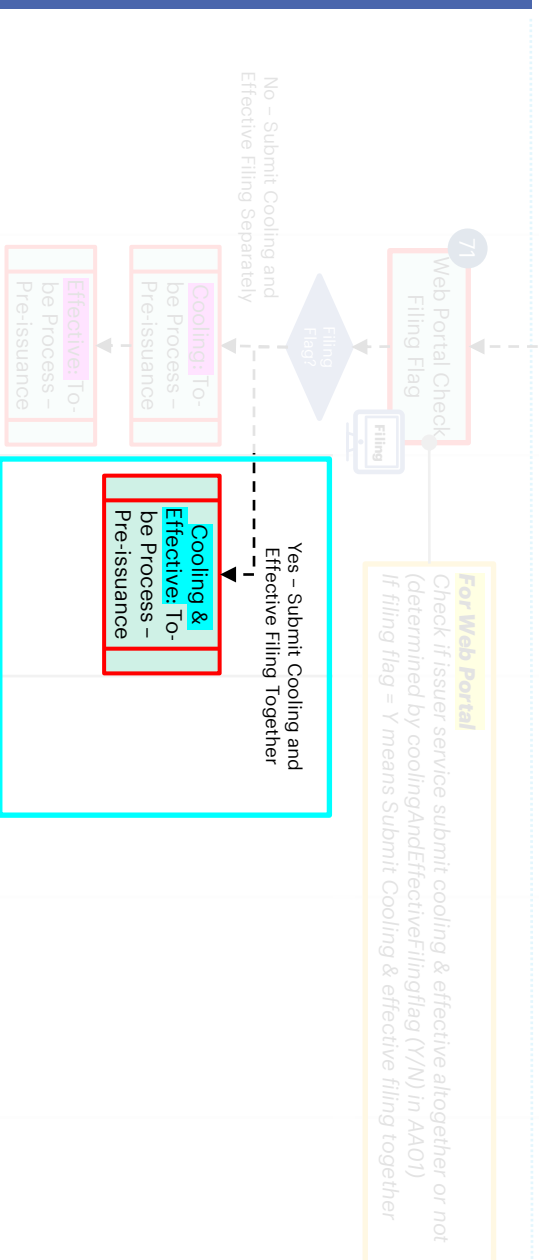 71
Web Portal Check
Filing Flag
Filing
Filing
Flag?
No – Submit Cooling and
Effective Filing Separately
Cooling: To-
be Process –
Pre-issuance
Effective: To-
be Process –
Pre-issuance
For Web Portal
Check if issuer service submit cooling & effective altogether or not
(determined by coolingAndEffectiveFilingflag (Y/N) in AA01)
If filing flag = Y means Submit Cooling & effective filing together
Yes – Submit Cooling and
Effective Filing Together
Cooling &
Effective: To-
be Process –
Pre-issuance